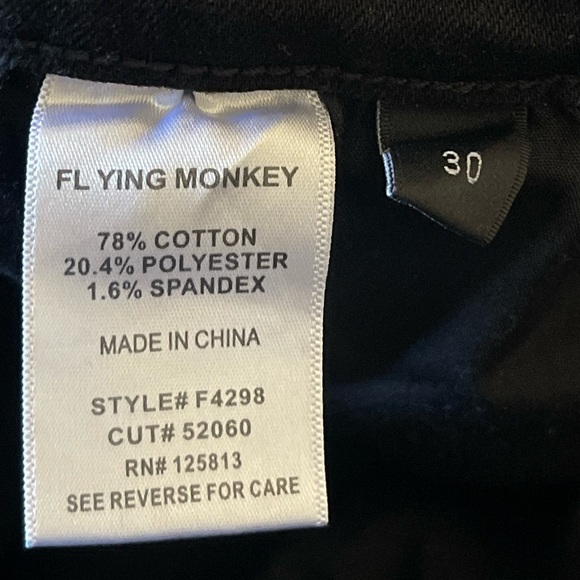 FL YING MONKEY
78% COTTON
20.4% POLYESTER
1.6% SPANDEX
MADE IN CHINA
STYLE# F4298
CUT# 52060
RN# 125813
SEE REVERSE FOR CARE
30